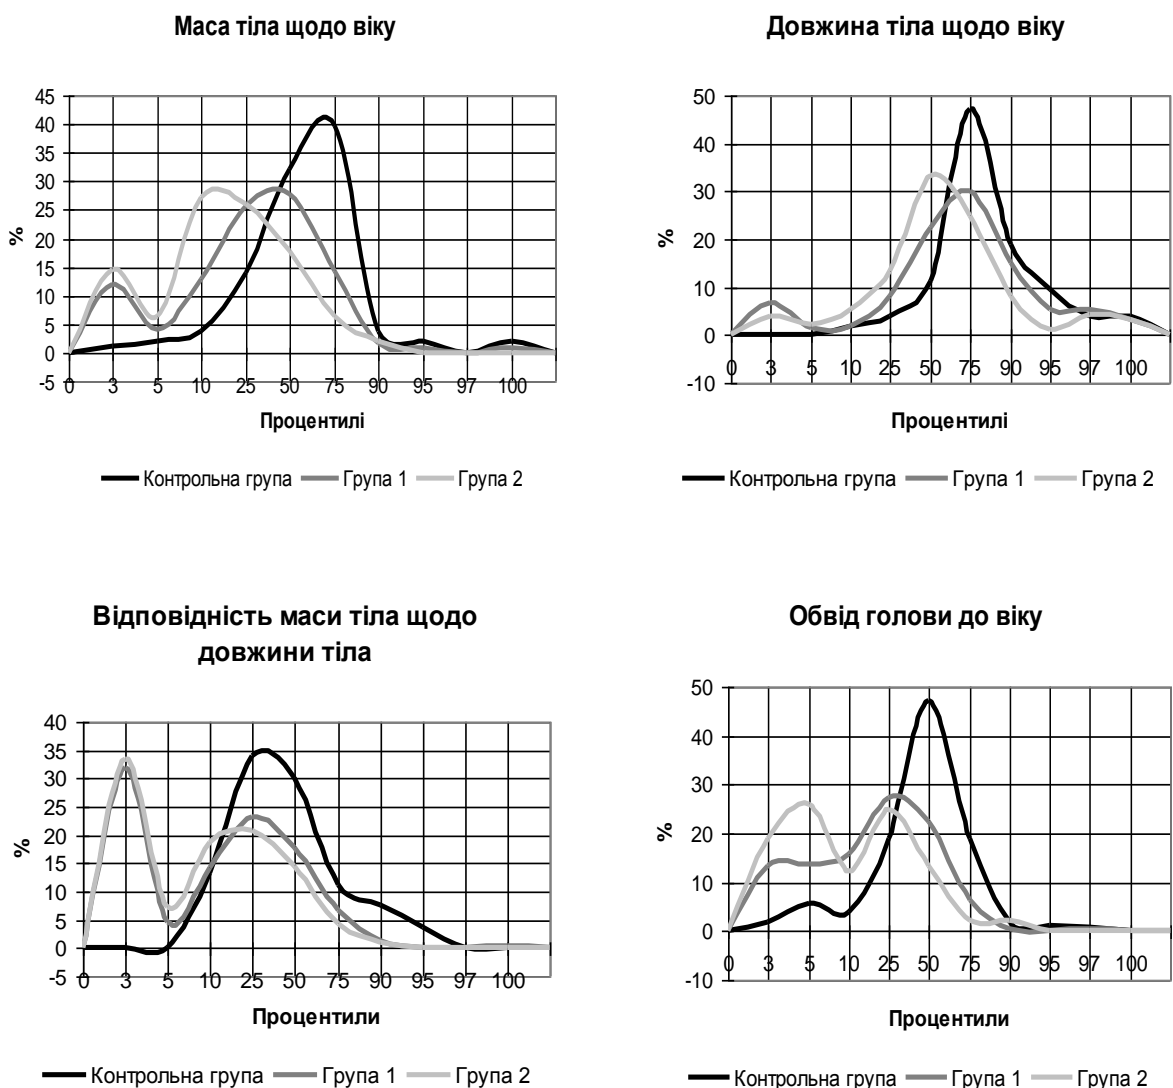 Маса тіла щодо віку
45
40
35
30
25
20
15
10
5
0
-5
%
0 3 5 10 25 50 75 90 95 97 100
Процентилі
Контрольна група Група 1 Група 2
Довжина тіла щодо віку
50
40
30
20
10
0
-10
%
0 3 5 10 25 50 75 90 95 97 100
Процентилі
Контрольна група Група 1 Група 2
Відповідність маси тіла щодо
довжини тіла
40
35
30
25
20
15
10
5
0
-5
%
0 3 5 10 25 50 75 90 95 97 100
Процентили
Контрольна група Група 1 Група 2
Обвід голови до віку
50
40
30
20
10
0
-10
%
0 3 5 10 25 50 75 90 95 97 100
Процентили
Контрольна група Група 1 Група 2